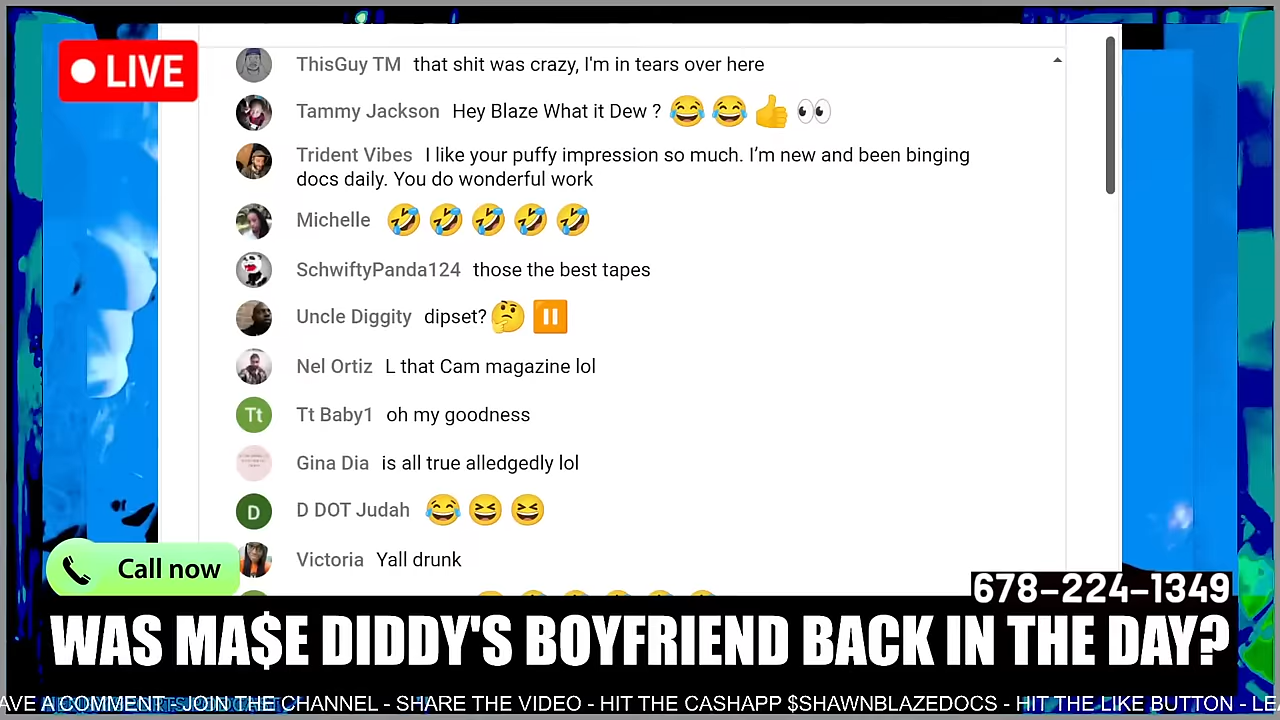 LIVE
ThisGuy TM that shit was crazy, I'm in tears over here
Tammy Jackson Hey Blaze What it Dew ? 😂😂👍👀
Trident Vibes I like your puffy impression so much. I'm new and been binging
docs daily. You do wonderful work
Michelle 🤣🤣🤣🤣🤣
SchwiftyPanda124 those the best tapes
Uncle Diggity dipset?🤔⏸️
Nel Ortiz L that Cam magazine lol
Tt Tt Baby1 oh my goodness
Gina Dia is all true alledgedly lol
D D DOT Judah 😂😆😆
Victoria Yall drunk
Call now
678-224-1349
WAS MA$E DIDDY'S BOYFRIEND BACK IN THE DAY?
AVE A COMMENT - JOIN THE CHANNEL - SHARE THE VIDEO - HIT THE CASHAPP $SHAWNBLAZEDOCS - HIT THE LIKE BUTTON - LE